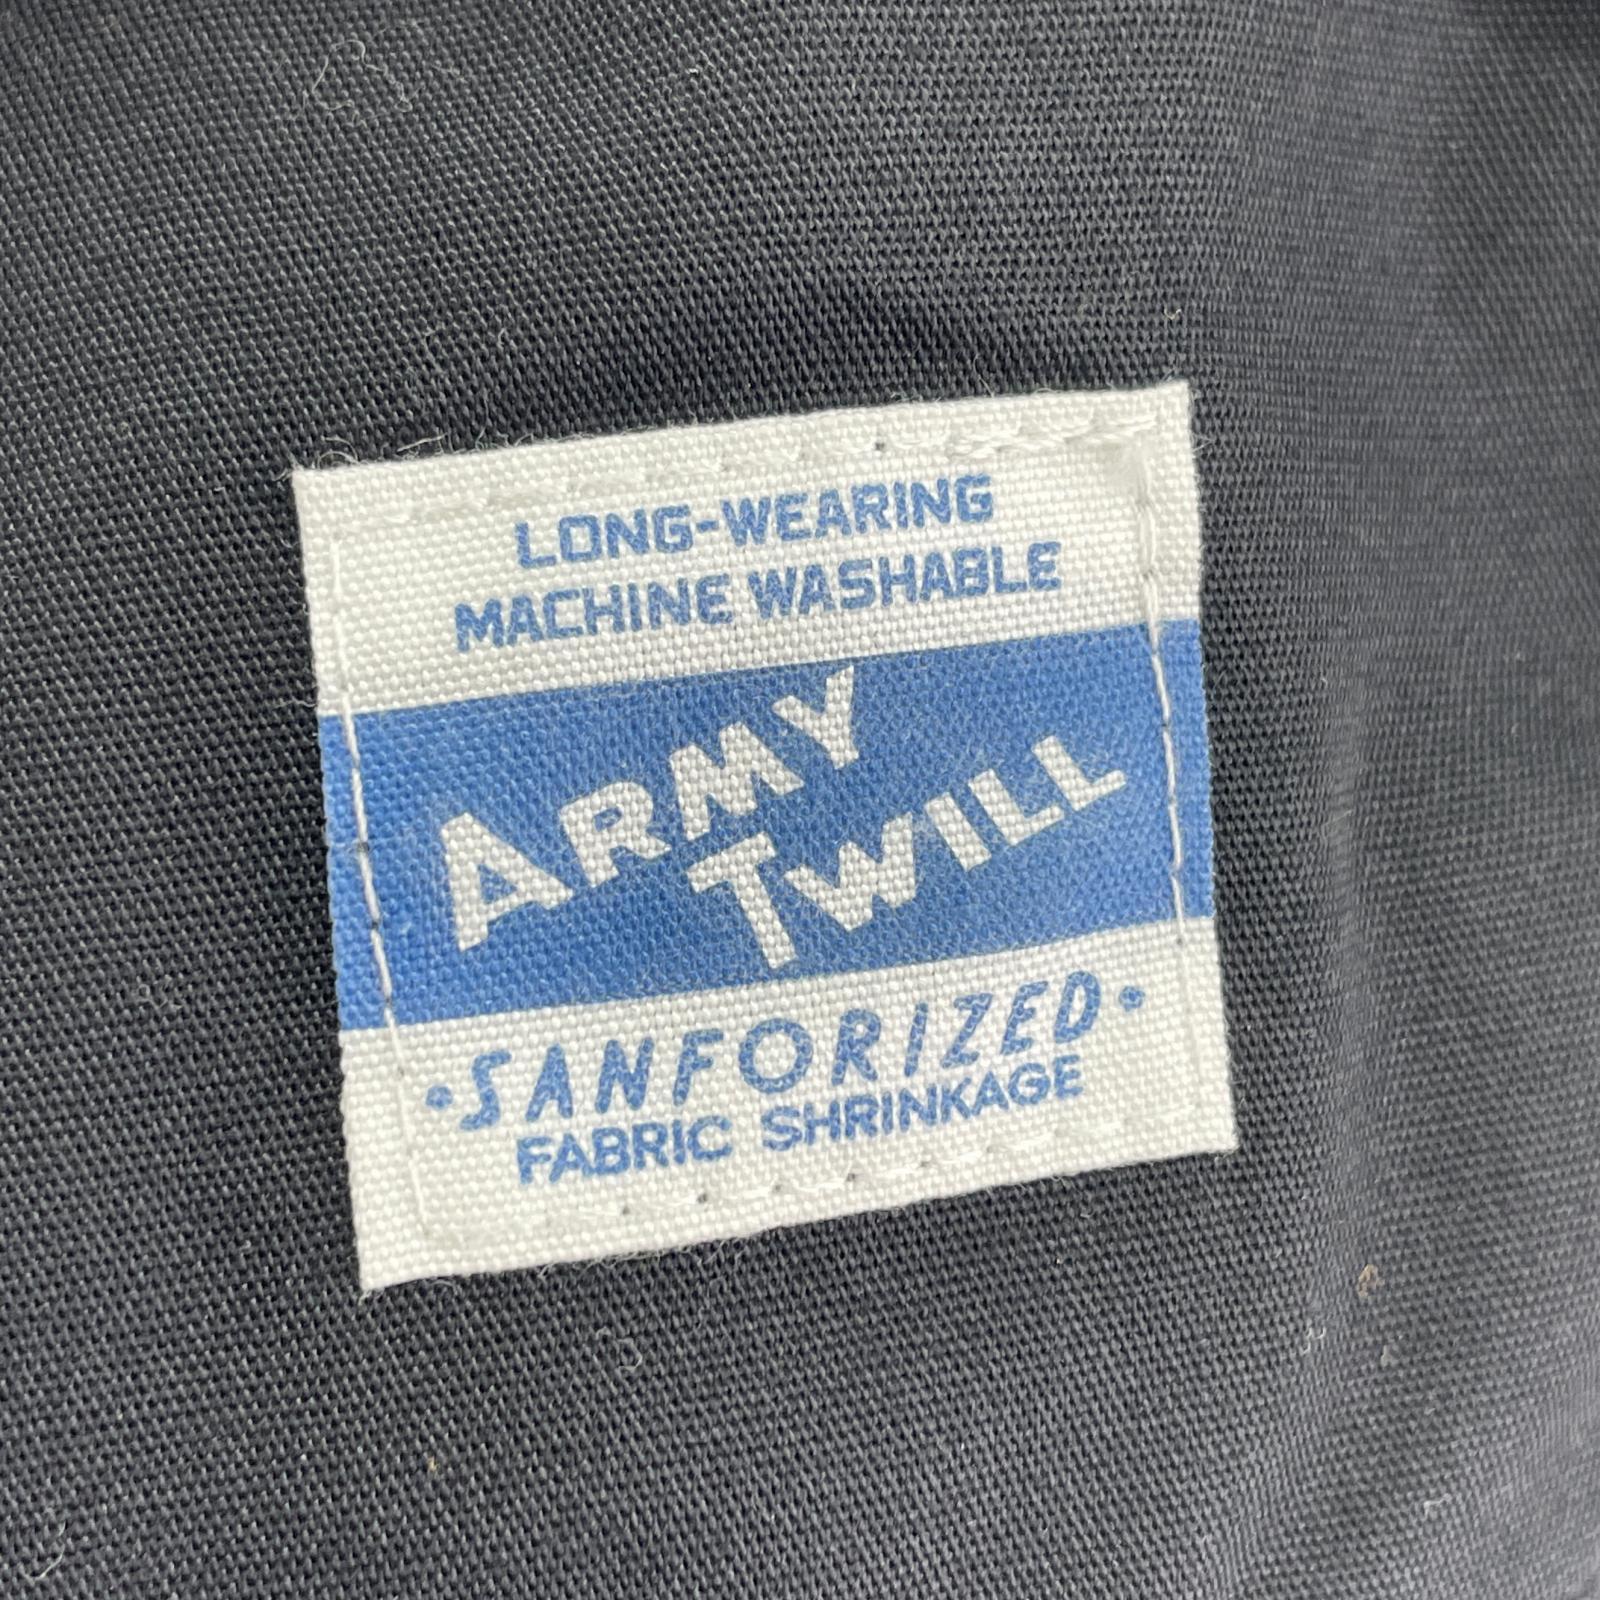 LONG-WEARING
MACHINE WASHABLE
ARMY
TWILL
•SANFORIZED•
FABRIC SHRINKAGE